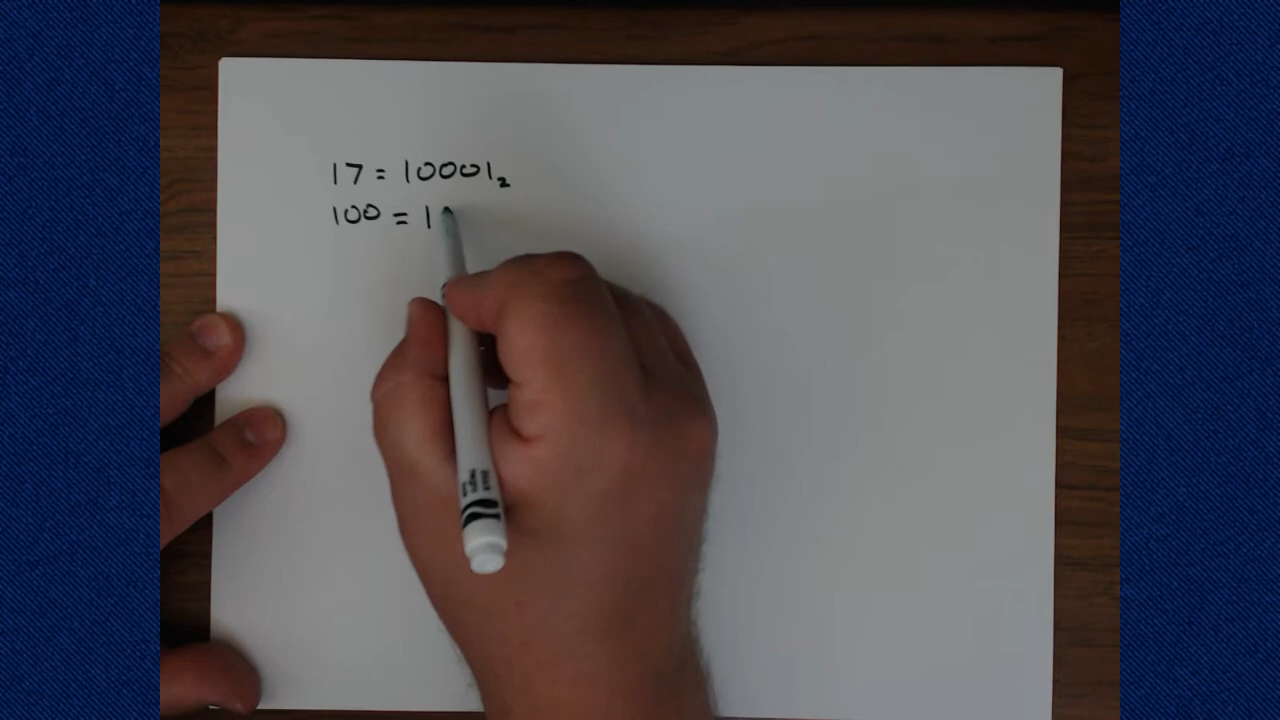 17 = 10001₂
100 = 1